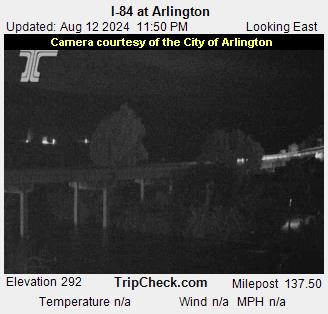 I-84 at Arlington
Updated: Aug 12 2024 11:50 PM Looking East
Camera courtesy of the City of Arlington
Elevation 292 TripCheck.com Milepost 137.50
Temperature n/a Wind n/a MPH n/a